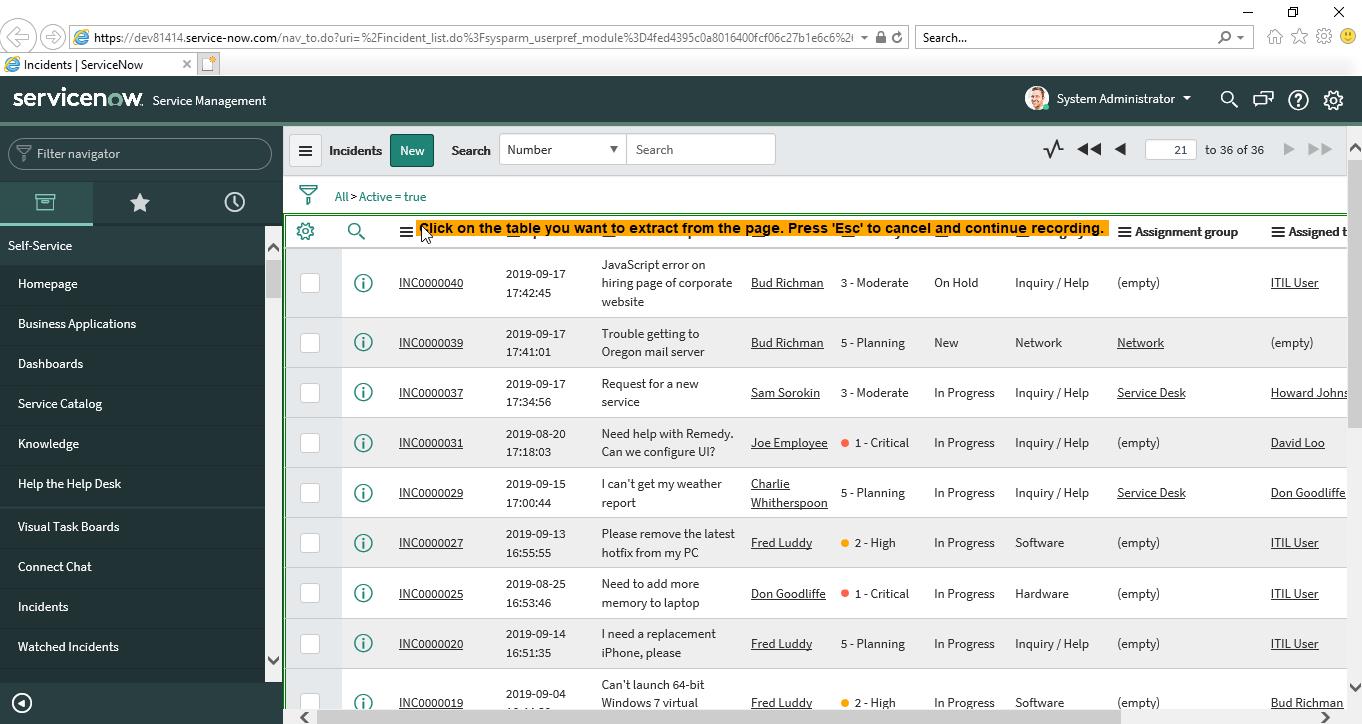 https://dev81414.service-now.com/nav_to.do?uri=%2Fincident_list.do%3Fsysparm_userpref_module%3D4fed4395c0a8016400fcf06c27b1e6c6%2
Search...
Incidents | ServiceNow
servicenow. Service Management
System Administrator
Filter navigator
Self-Service
Homepage
Business Applications
Dashboards
Service Catalog
Knowledge
Help the Help Desk
Visual Task Boards
Connect Chat
Incidents
Watched Incidents
Incidents New Search Number Search 21 to 36 of 36
All > Active = true
Click on the table you want to extract from the page. Press 'Esc' to cancel and continue recording.
Assignment group Assigned t
INC0000040 2019-09-17 17:42:45 JavaScript error on hiring page of corporate website Bud Richman 3 - Moderate On Hold Inquiry / Help (empty) ITIL User
INC0000039 2019-09-17 17:41:01 Trouble getting to Oregon mail server Bud Richman 5 - Planning New Network Network (empty)
INC0000037 2019-09-17 17:34:56 Request for a new service Sam Sorokin 3 - Moderate In Progress Inquiry / Help Service Desk Howard Johns
INC0000031 2019-08-20 17:18:03 Need help with Remedy. Can we configure UI? Joe Employee 1 - Critical In Progress Inquiry / Help (empty) David Loo
INC0000029 2019-09-15 17:00:44 I can't get my weather report Charlie Whitherspoon 5 - Planning In Progress Inquiry / Help Service Desk Don Goodliffe
INC0000027 2019-09-13 16:55:55 Please remove the latest hotfix from my PC Fred Luddy 2 - High In Progress Software (empty) ITIL User
INC0000025 2019-08-25 16:53:46 Need to add more memory to laptop Don Goodliffe 1 - Critical In Progress Hardware (empty) ITIL User
INC0000020 2019-09-14 16:51:35 I need a replacement iPhone, please Fred Luddy 5 - Planning In Progress Inquiry / Help (empty) ITIL User
INC0000019 2019-09-04 Can't launch 64-bit Windows 7 virtual Fred Luddy 2 - High In Progress Software (empty) Bud Richman